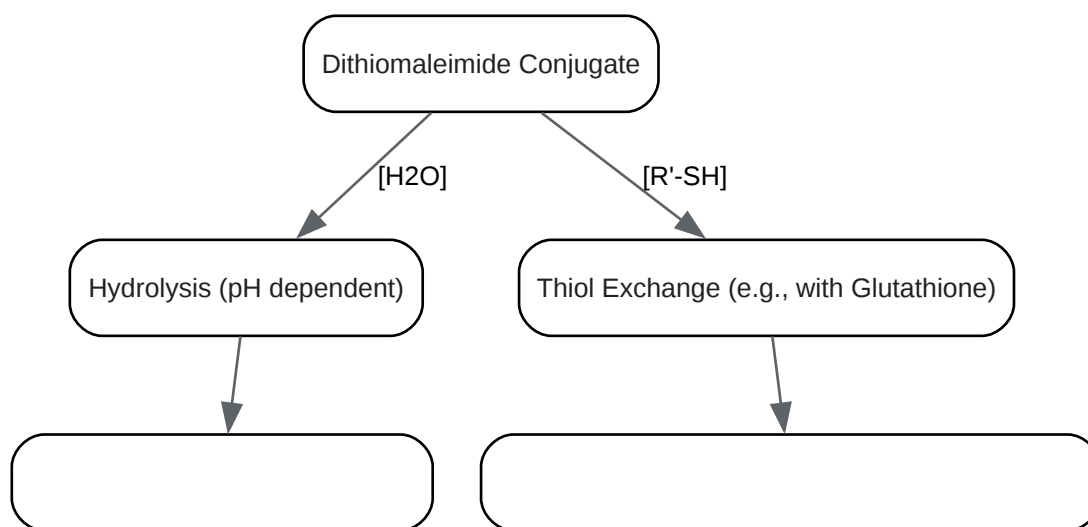 Dithiomaleimide Conjugate
[H2O]
[R'-SH]
Hydrolysis (pH dependent)
Thiol Exchange (e.g., with Glutathione)